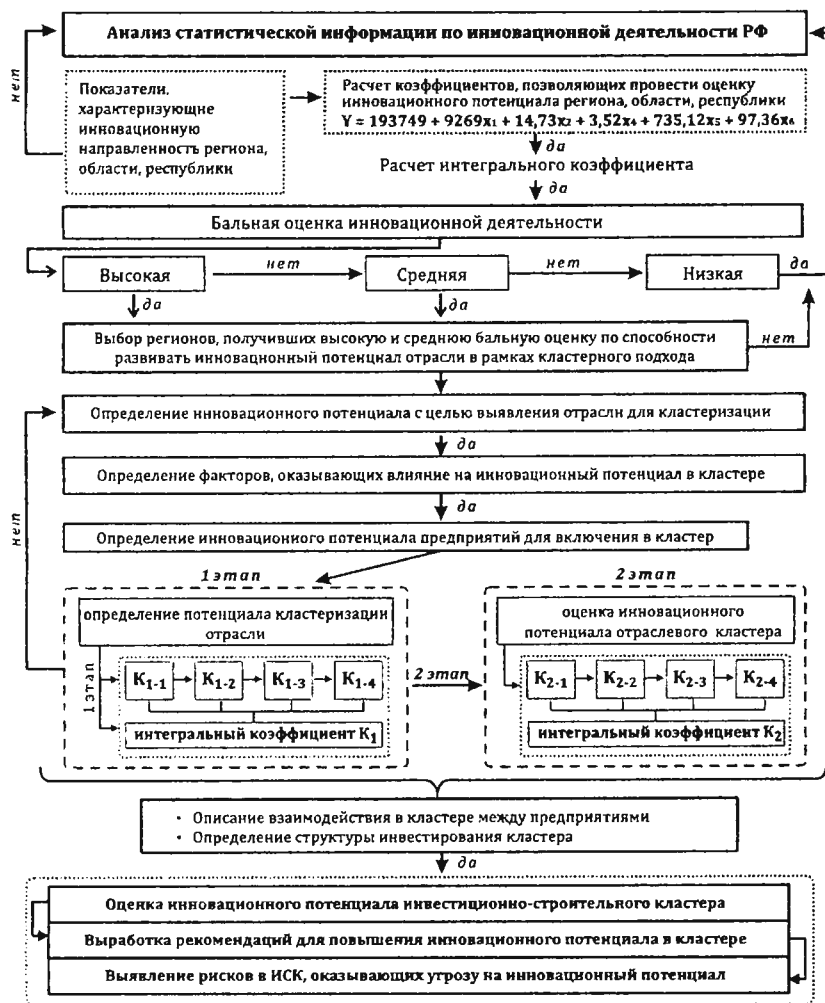 Анализ статистической информации по инновационной деятельности РФ
нет
Показатели,
характеризующие
инновационную
направленность региона,
области, республики
Расчет коэффициентов, позволяющих провести оценку
инновационного потенциала региона, области, республики
Y = 193749 + 9269x₁ + 14,73x₂ + 3,52x₄ + 735,12x₅ + 97,36x₆
да
Расчет интегрального коэффициента
да
Бальная оценка инновационной деятельности
Высокая
нет
Средняя
нет
Низкая
да
да
да
Выбор регионов, получивших высокую и среднюю бальную оценку по способности
развивать инновационный потенциал отрасли в рамках кластерного подхода
нет
Определение инновационного потенциала с целью выявления отрасли для кластеризации
да
Определение факторов, оказывающих влияние на инновационный потенциал в кластере
да
нет
Определение инновационного потенциала предприятий для включения в кластер
1 этап
2 этап
определение потенциала кластеризации
отрасли
1 этап
K₁₋₁
K₁₋₂
K₁₋₃
K₁₋₄
интегральный коэффициент K₁
2 этап
оценка инновационного
потенциала отраслевого кластера
K₂₋₁
K₂₋₂
K₂₋₃
K₂₋₄
интегральный коэффициент K₂
• Описание взаимодействия в кластере между предприятиями
• Определение структуры инвестирования кластера
да
Оценка инновационного потенциала инвестиционно-строительного кластера
Выработка рекомендаций для повышения инновационного потенциала в кластере
Выявление рисков в ИСК, оказывающих угрозу на инновационный потенциал